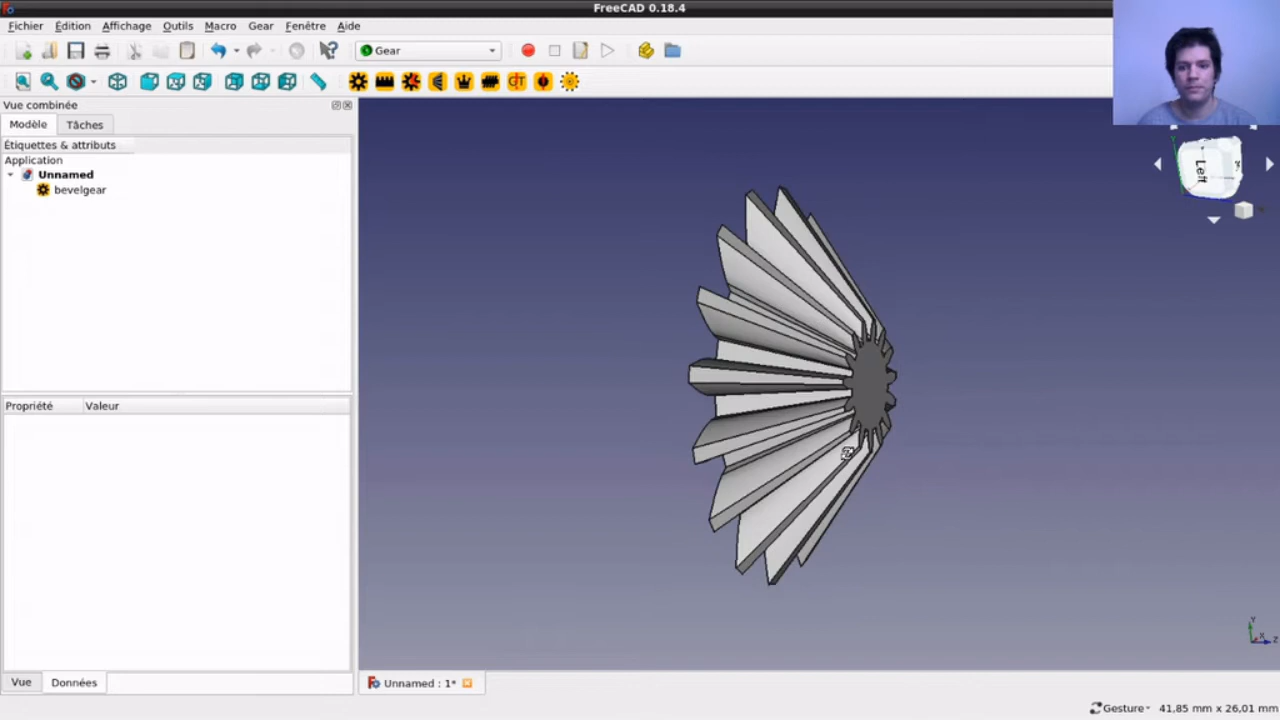 FreeCAD 0.18.4
Fichier Édition Affichage Outils Macro Gear Fenêtre Aide
Gear
Vue combinée
Modèle Tâches
Étiquettes & attributs
Application
Unnamed
bevelgear
Left
Propriété Valeur
Y
X
Z
Vue Données
Unnamed : 1*
Gesture
41,85 mm x 26,01 mm